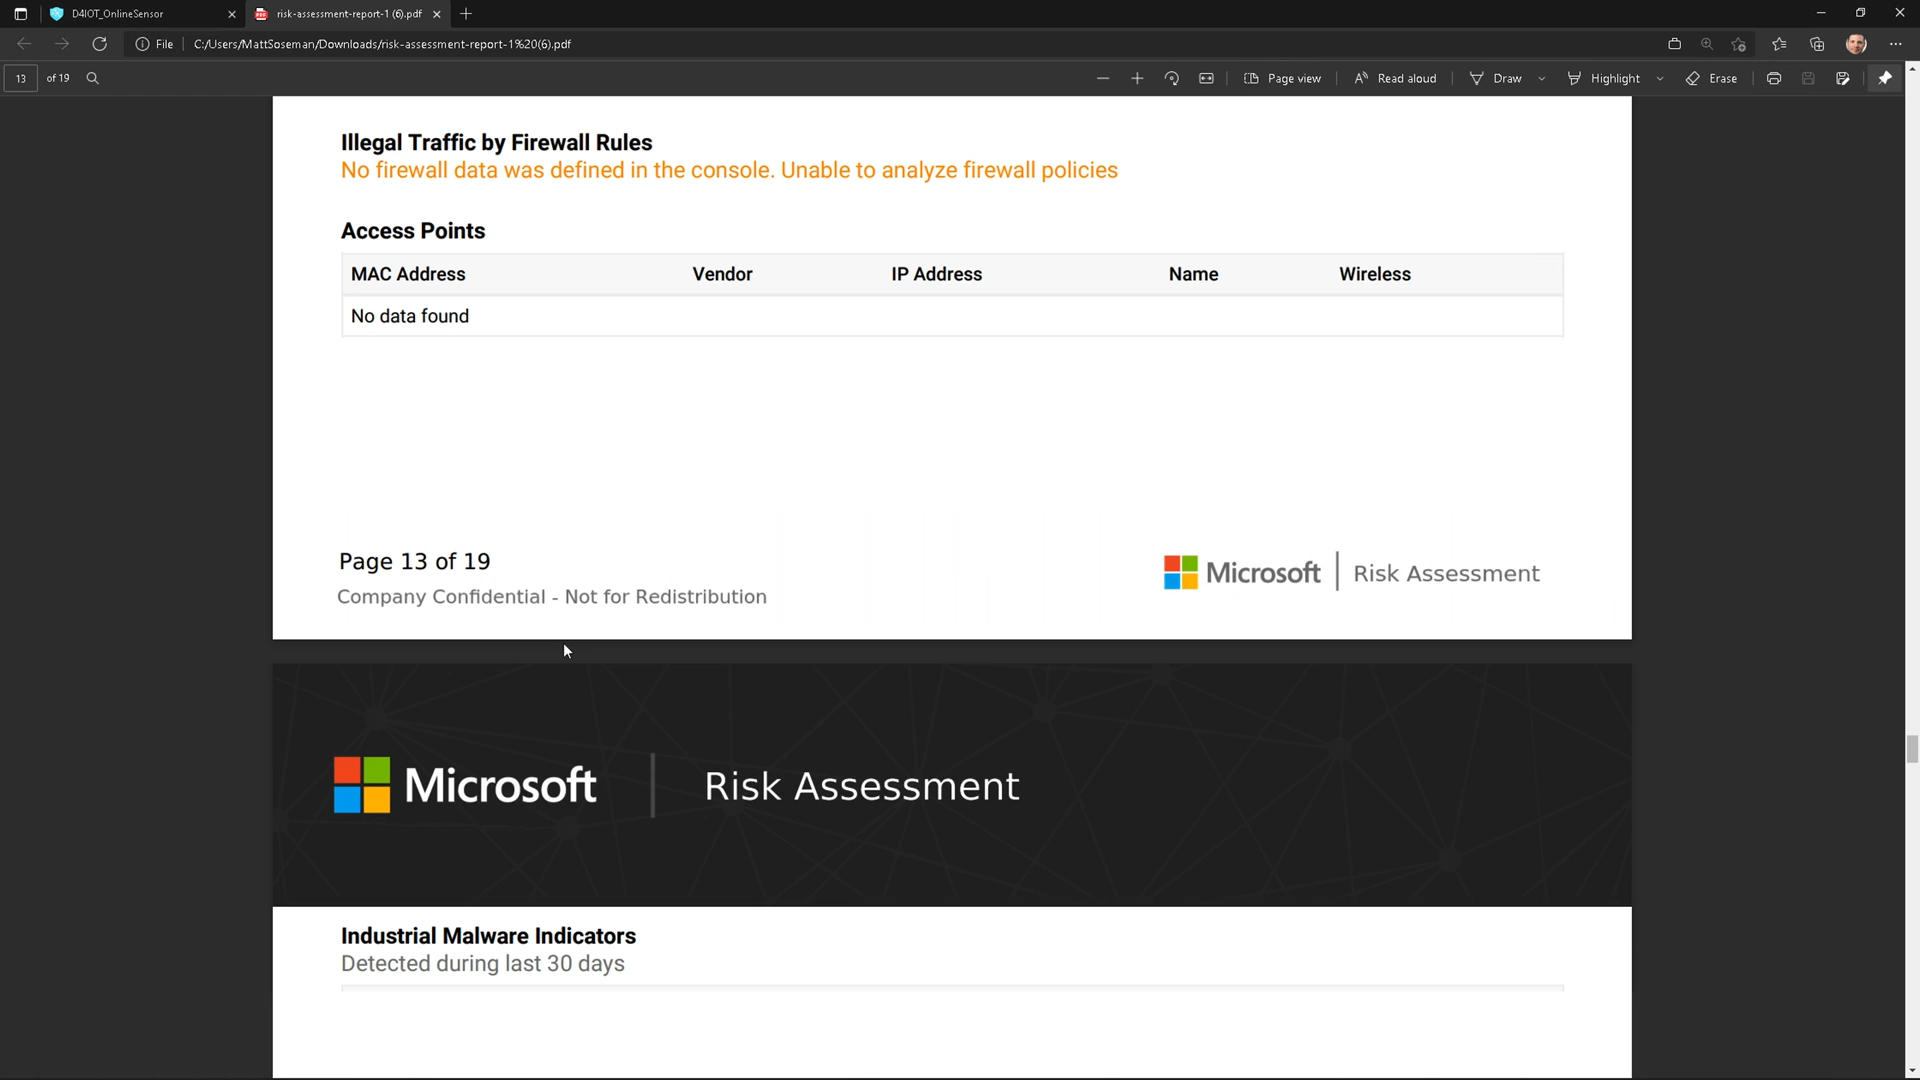 D4IOT_OnlineSensor
risk-assessment-report-1 (6).pdf
File
C:/Users/MattSoseman/Downloads/risk-assessment-report-1%20(6).pdf
13
of 19
Page view
Read aloud
Draw
Highlight
Erase
Illegal Traffic by Firewall Rules
No firewall data was defined in the console. Unable to analyze firewall policies
Access Points
MAC Address Vendor IP Address Name Wireless
No data found
Page 13 of 19
Company Confidential - Not for Redistribution
Microsoft Risk Assessment
Microsoft Risk Assessment
Industrial Malware Indicators
Detected during last 30 days